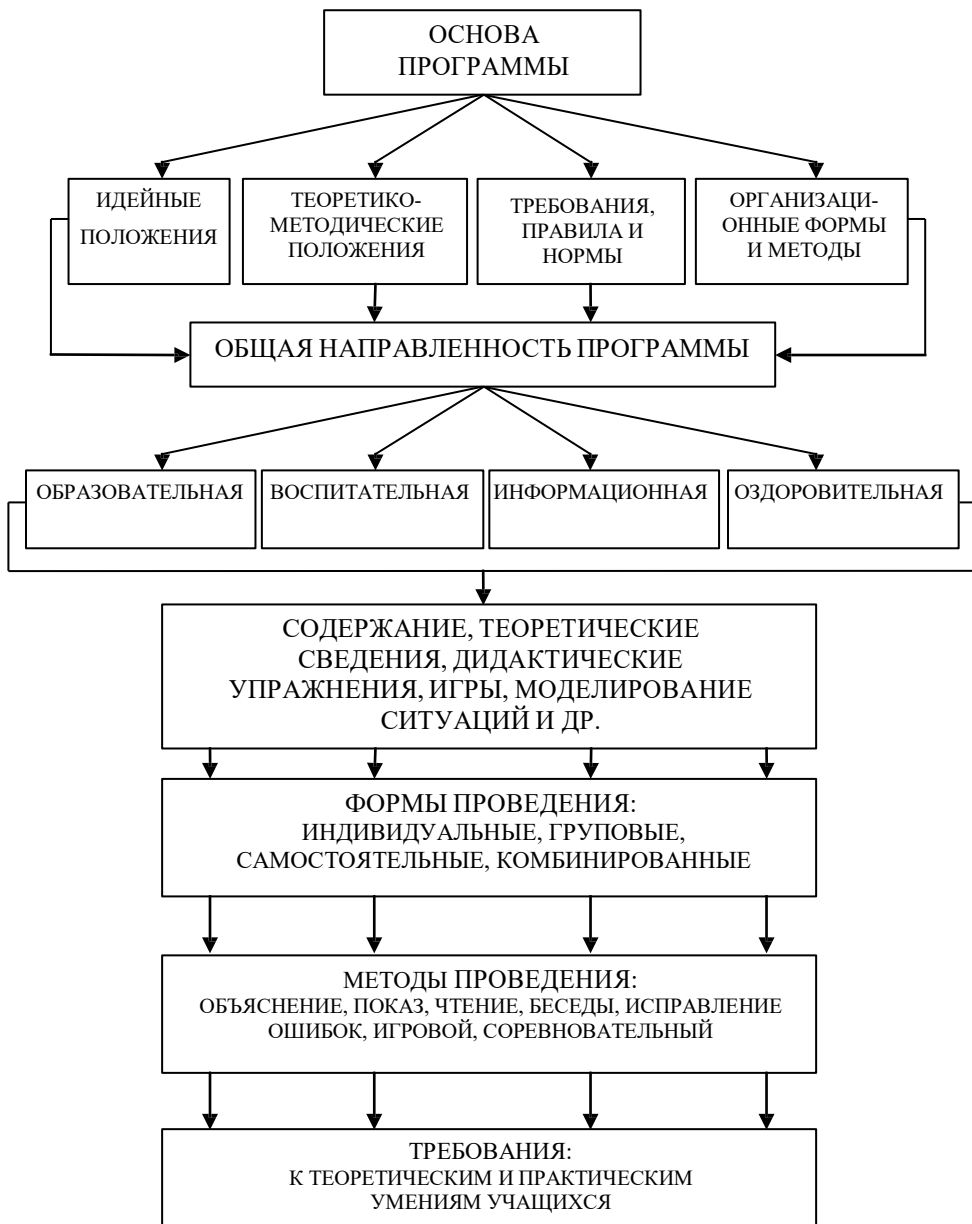 ОСНОВА
ПРОГРАММЫ
ИДЕЙНЫЕ
ПОЛОЖЕНИЯ
ТЕОРЕТИКО-
МЕТОДИЧЕСКИЕ
ПОЛОЖЕНИЯ
ТРЕБОВАНИЯ,
ПРАВИЛА И
НОРМЫ
ОРГАНИЗАЦИ-
ОННЫЕ ФОРМЫ
И МЕТОДЫ
ОБЩАЯ НАПРАВЛЕННОСТЬ ПРОГРАММЫ
ОБРАЗОВАТЕЛЬНАЯ
ВОСПИТАТЕЛЬНАЯ
ИНФОРМАЦИОННАЯ
ОЗДОРОВИТЕЛЬНАЯ
СОДЕРЖАНИЕ, ТЕОРЕТИЧЕСКИЕ
СВЕДЕНИЯ, ДИДАКТИЧЕСКИЕ
УПРАЖНЕНИЯ, ИГРЫ, МОДЕЛИРОВАНИЕ
СИТУАЦИЙ И ДР.
ФОРМЫ ПРОВЕДЕНИЯ:
ИНДИВИДУАЛЬНЫЕ, ГРУПОВЫЕ,
САМОСТОЯТЕЛЬНЫЕ, КОМБИНИРОВАННЫЕ
МЕТОДЫ ПРОВЕДЕНИЯ:
ОБЪЯСНЕНИЕ, ПОКАЗ, ЧТЕНИЕ, БЕСЕДЫ, ИСПРАВЛЕНИЕ
ОШИБОК, ИГРОВОЙ, СОРЕВНОВАТЕЛЬНЫЙ
ТРЕБОВАНИЯ:
К ТЕОРЕТИЧЕСКИМ И ПРАКТИЧЕСКИМ
УМЕНИЯМ УЧАЩИХСЯ